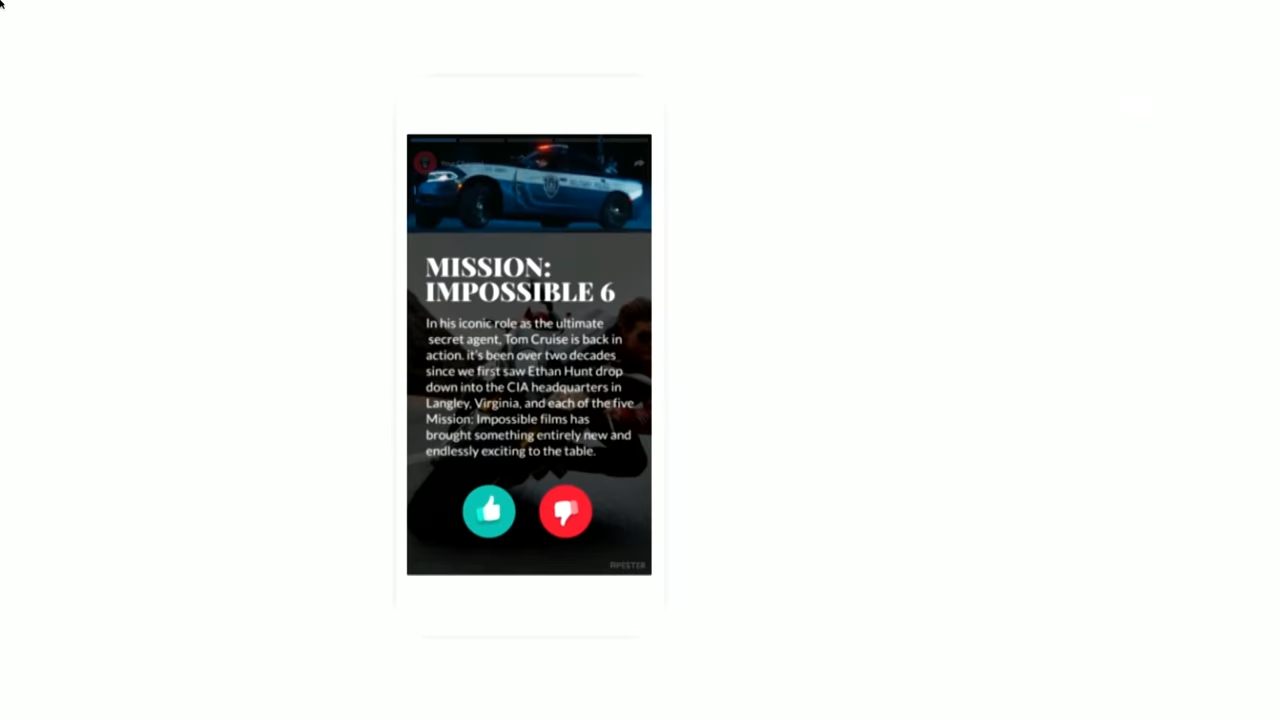 MISSION:
IMPOSSIBLE 6
In his iconic role as the ultimate
secret agent, Tom Cruise is back in
action. it's been over two decades
since we first saw Ethan Hunt drop
down into the CIA headquarters in
Langley, Virginia, and each of the five
Mission: Impossible films has
brought something entirely new and
endlessly exciting to the table.
APESTER